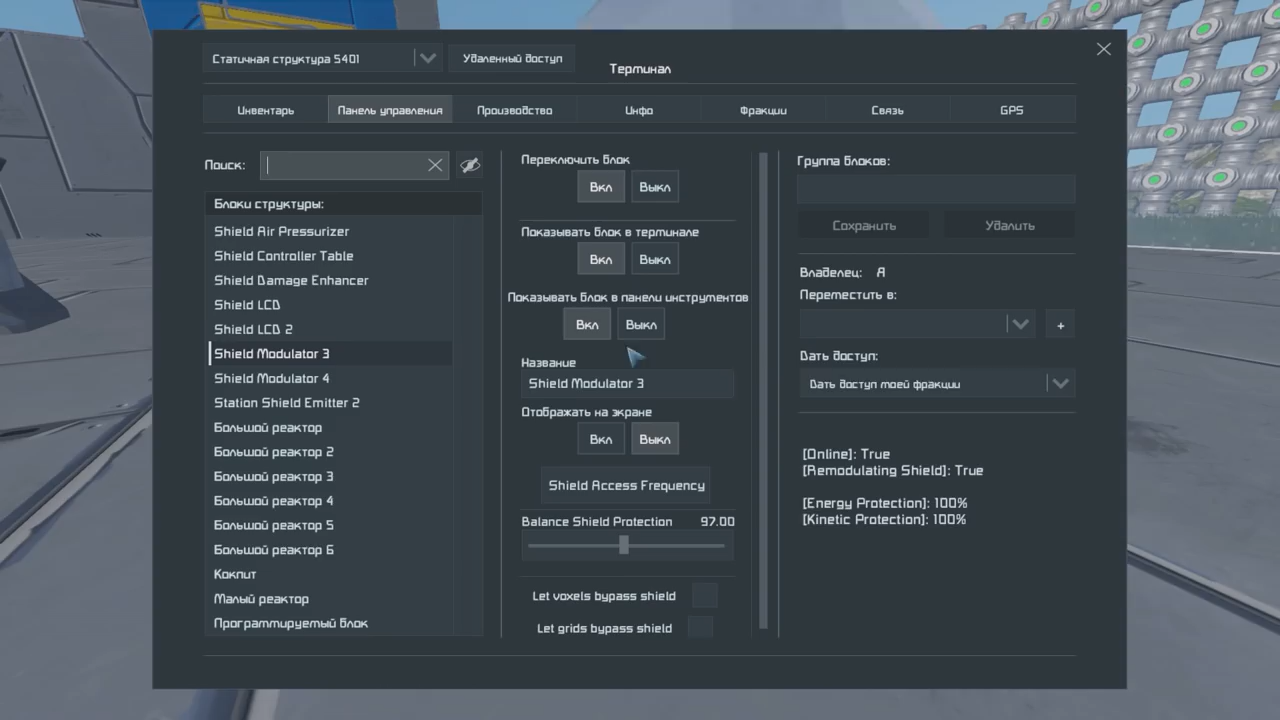 Статичная структура 5401
Удаленный доступ
Терминал
Инвентарь
Панель управления
Производство
Инфо
Фракции
Связь
GPS
Поиск:
Блоки структуры:
Shield Air Pressurizer
Shield Controller Table
Shield Damage Enhancer
Shield LCD
Shield LCD 2
Shield Modulator 3
Shield Modulator 4
Station Shield Emitter 2
Большой реактор
Большой реактор 2
Большой реактор 3
Большой реактор 4
Большой реактор 5
Большой реактор 6
Кокпит
Малый реактор
Программируемый блок
Переключить блок
Вкл Выкл
Показывать блок в терминале
Вкл Выкл
Показывать блок в панели инструментов
Вкл Выкл
Название
Shield Modulator 3
Отображать на экране
Вкл Выкл
Shield Access Frequency
Balance Shield Protection 97.00
Let voxels bypass shield
Let grids bypass shield
Группа блоков:
Сохранить Удалить
Владелец: A
Переместить в:
+
Дать доступ:
Дать доступ моей фракции
[Online]: True
[Remodulating Shield]: True
[Energy Protection]: 100%
[Kinetic Protection]: 100%